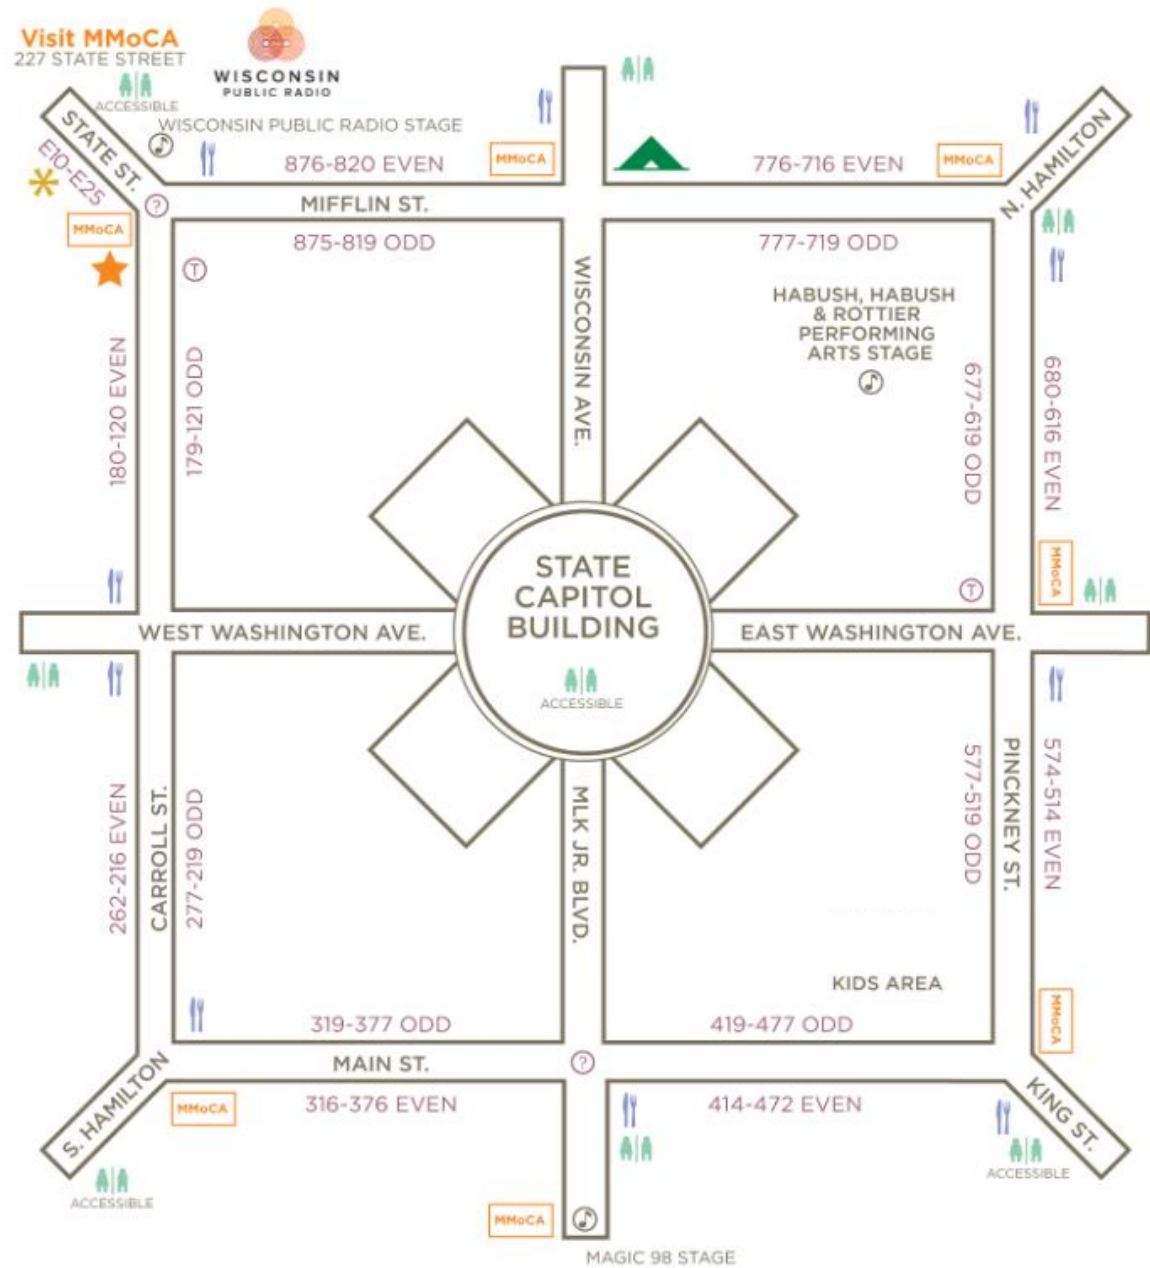 Visit MMoCA
227 STATE STREET
ACCESSIBLE
WISCONSIN
PUBLIC RADIO
WISCONSIN PUBLIC RADIO STAGE
STATE ST.
E10-E25
MMoCA
876-820 EVEN
MMoCA
776-716 EVEN
MMoCA
N. HAMILTON
?
MIFFLIN ST.
875-819 ODD
777-719 ODD
T
WISCONSIN AVE.
HABUSH, HABUSH
& ROTTIER
PERFORMING
ARTS STAGE
180-120 EVEN
179-121 ODD
677-619 ODD
680-616 EVEN
MMoCA
T
STATE
CAPITOL
BUILDING
ACCESSIBLE
WEST WASHINGTON AVE.
EAST WASHINGTON AVE.
262-216 EVEN
CARROLL ST.
277-219 ODD
MLK JR. BLVD.
577-519 ODD
PINCKNEY ST.
574-514 EVEN
KIDS AREA
MMoCA
319-377 ODD
419-477 ODD
MAIN ST.
?
S. HAMILTON
MMoCA
316-376 EVEN
414-472 EVEN
KING ST.
ACCESSIBLE
ACCESSIBLE
MMoCA
MAGIC 98 STAGE